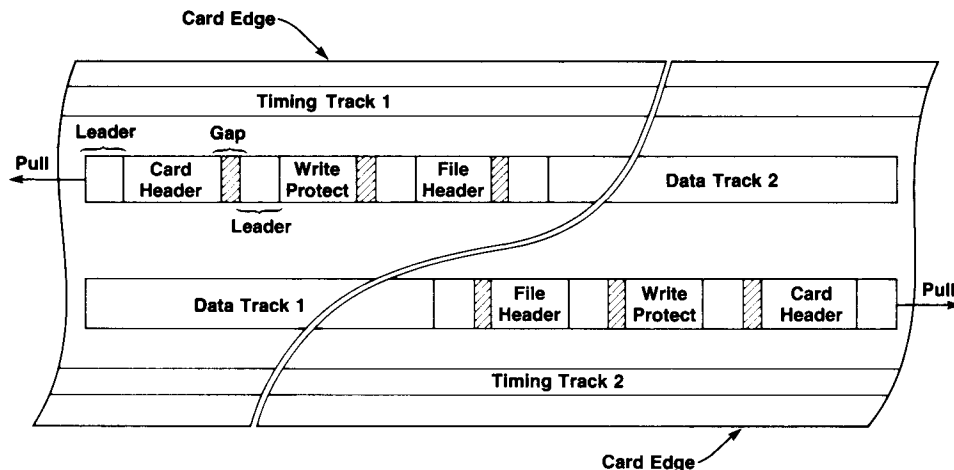 Card Edge
Timing Track 1
Leader
Gap
Pull
Card
Header
Write
Protect
File
Header
Data Track 2
Leader
Data Track 1
File
Header
Write
Protect
Card
Header
Pull
Timing Track 2
Card Edge